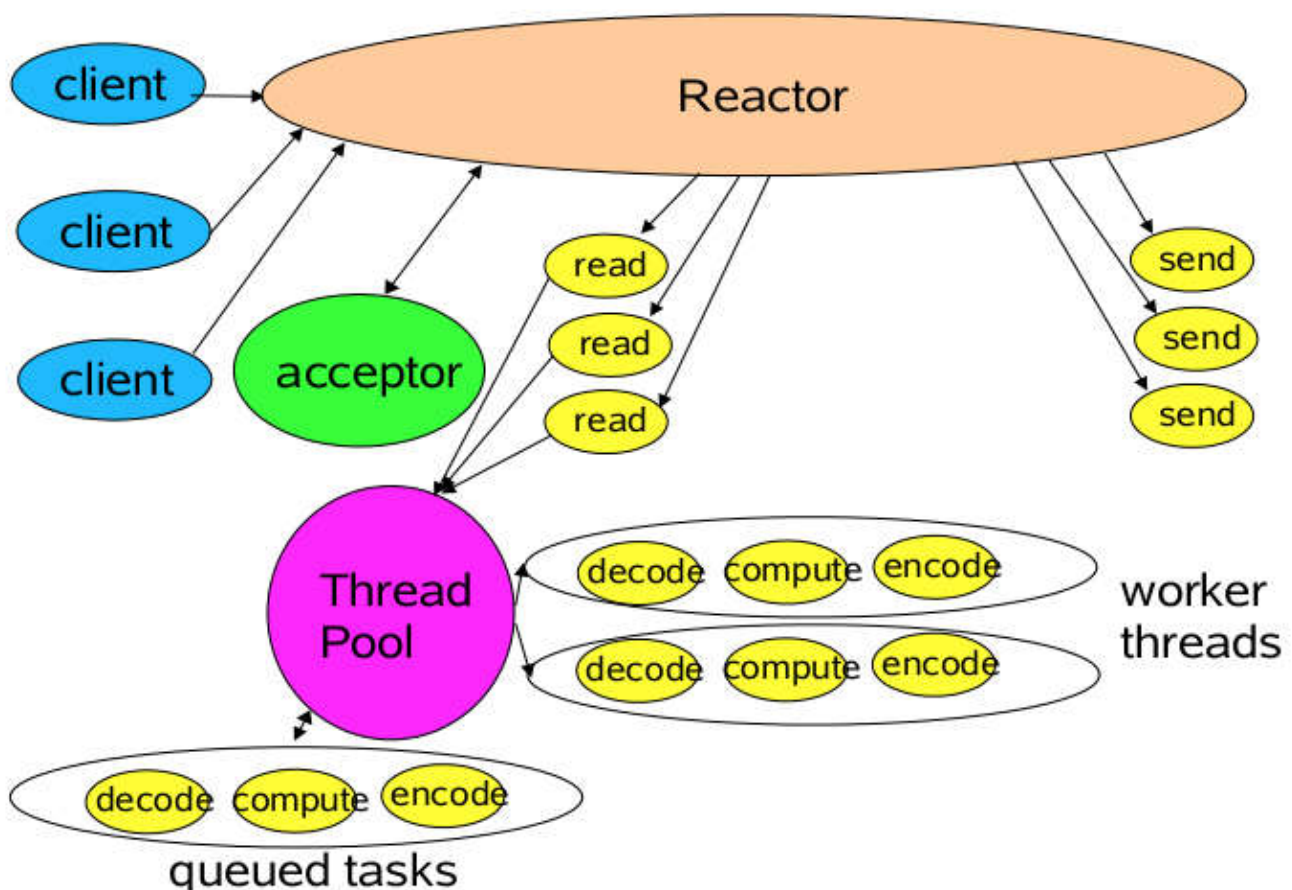 client
Reactor
client
read
send
client
acceptor
read
send
read
send
Thread
Pool
decode
compute
encode
worker
threads
decode
compute
encode
decode
compute
encode
queued tasks